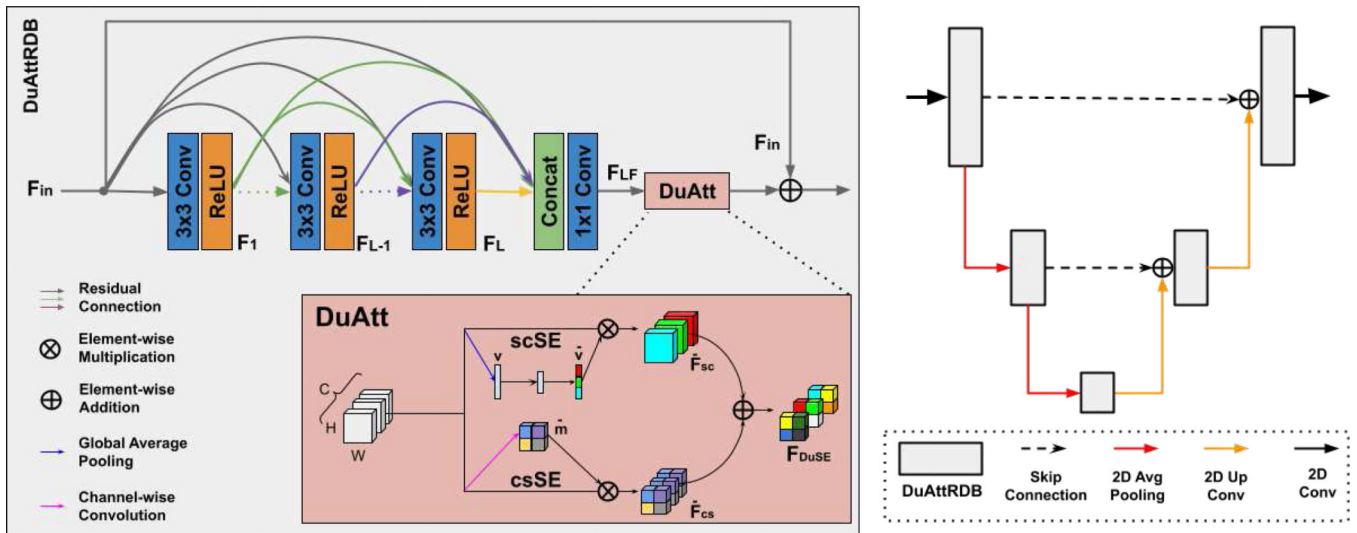 DuAttRDB
Fin
3x3 Conv
ReLU
F1
3x3 Conv
ReLU
FL-1
3x3 Conv
ReLU
FL
Concat
1x1 Conv
FLF
DuAtt
Fin
Residual
Connection
Element-wise
Multiplication
Element-wise
Addition
Global Average
Pooling
Channel-wise
Convolution
DuAtt
C
H
W
scSE
v
ṽ
F̃sc
m̃
csSE
F̃cs
FDuSE
DuAttRDB
Skip
Connection
2D Avg
Pooling
2D Up
Conv
2D
Conv